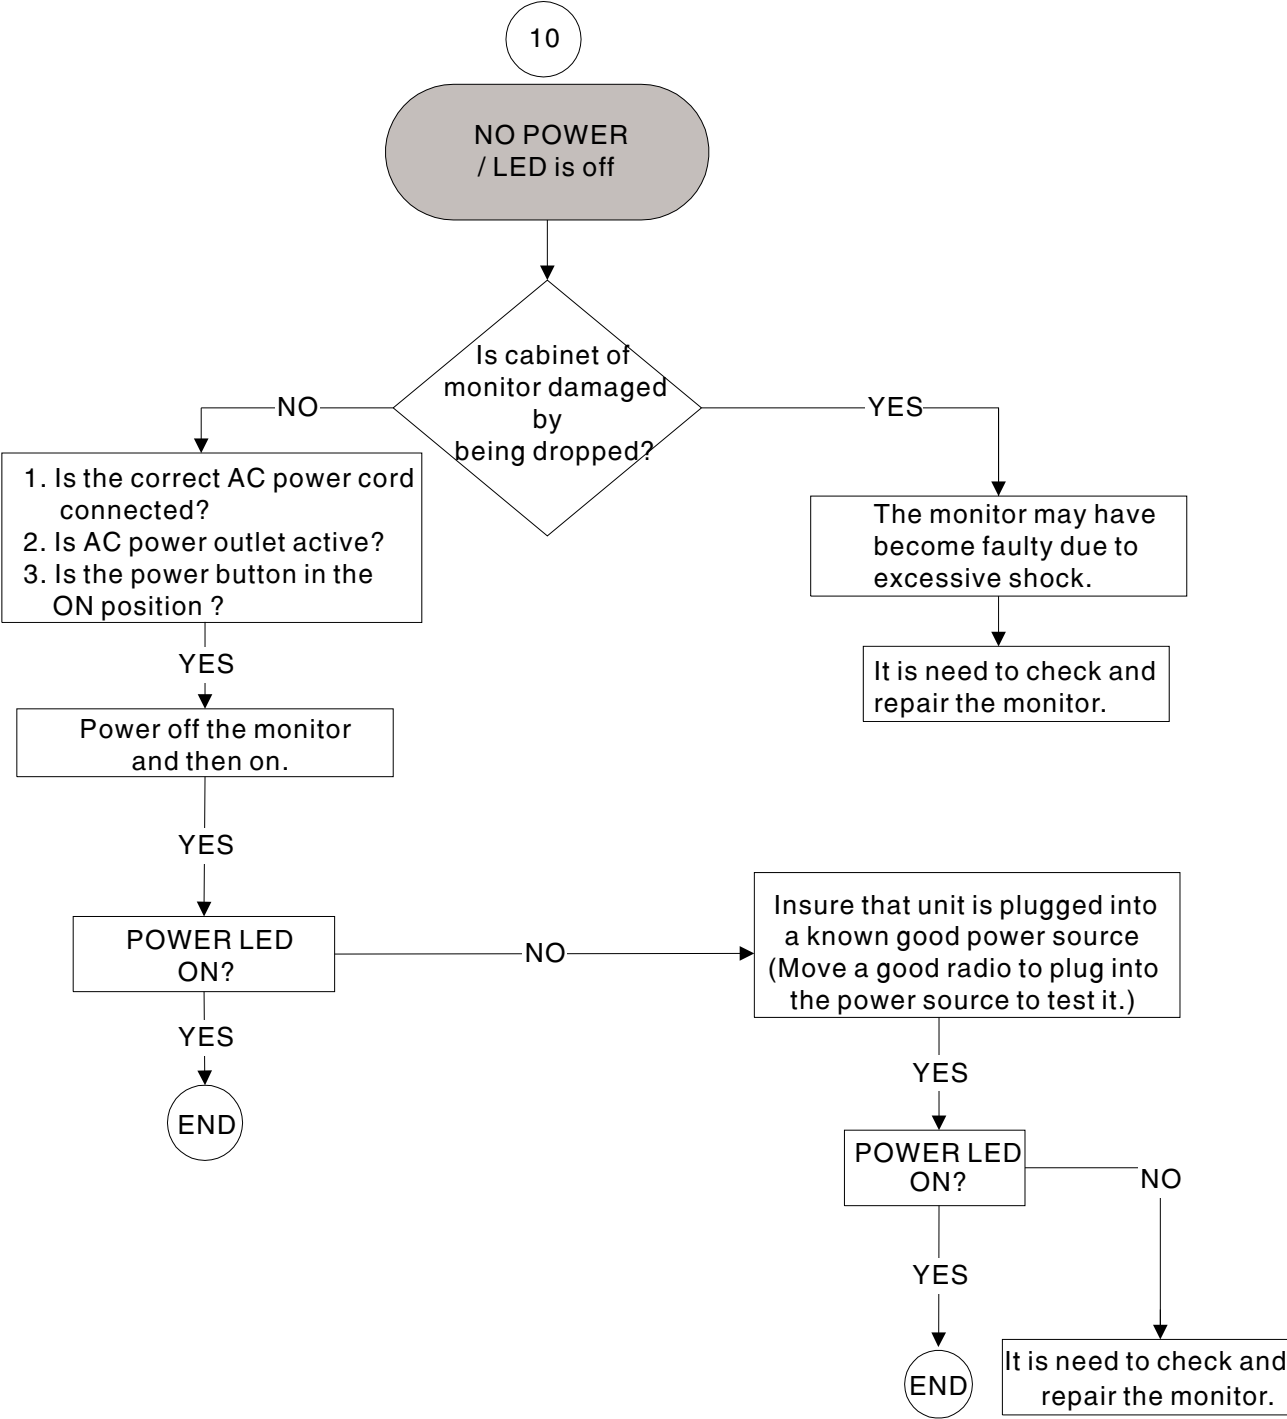 10
NO POWER
/ LED is off
Is cabinet of
monitor damaged
by
being dropped?
NO
YES
1. Is the correct AC power cord
connected?
2. Is AC power outlet active?
3. Is the power button in the
ON position ?
The monitor may have
become faulty due to
excessive shock.
YES
It is need to check and
repair the monitor.
Power off the monitor
and then on.
YES
POWER LED
ON?
NO
Insure that unit is plugged into
a known good power source
(Move a good radio to plug into
the power source to test it.)
YES
END
YES
POWER LED
ON?
NO
YES
END
It is need to check and
repair the monitor.